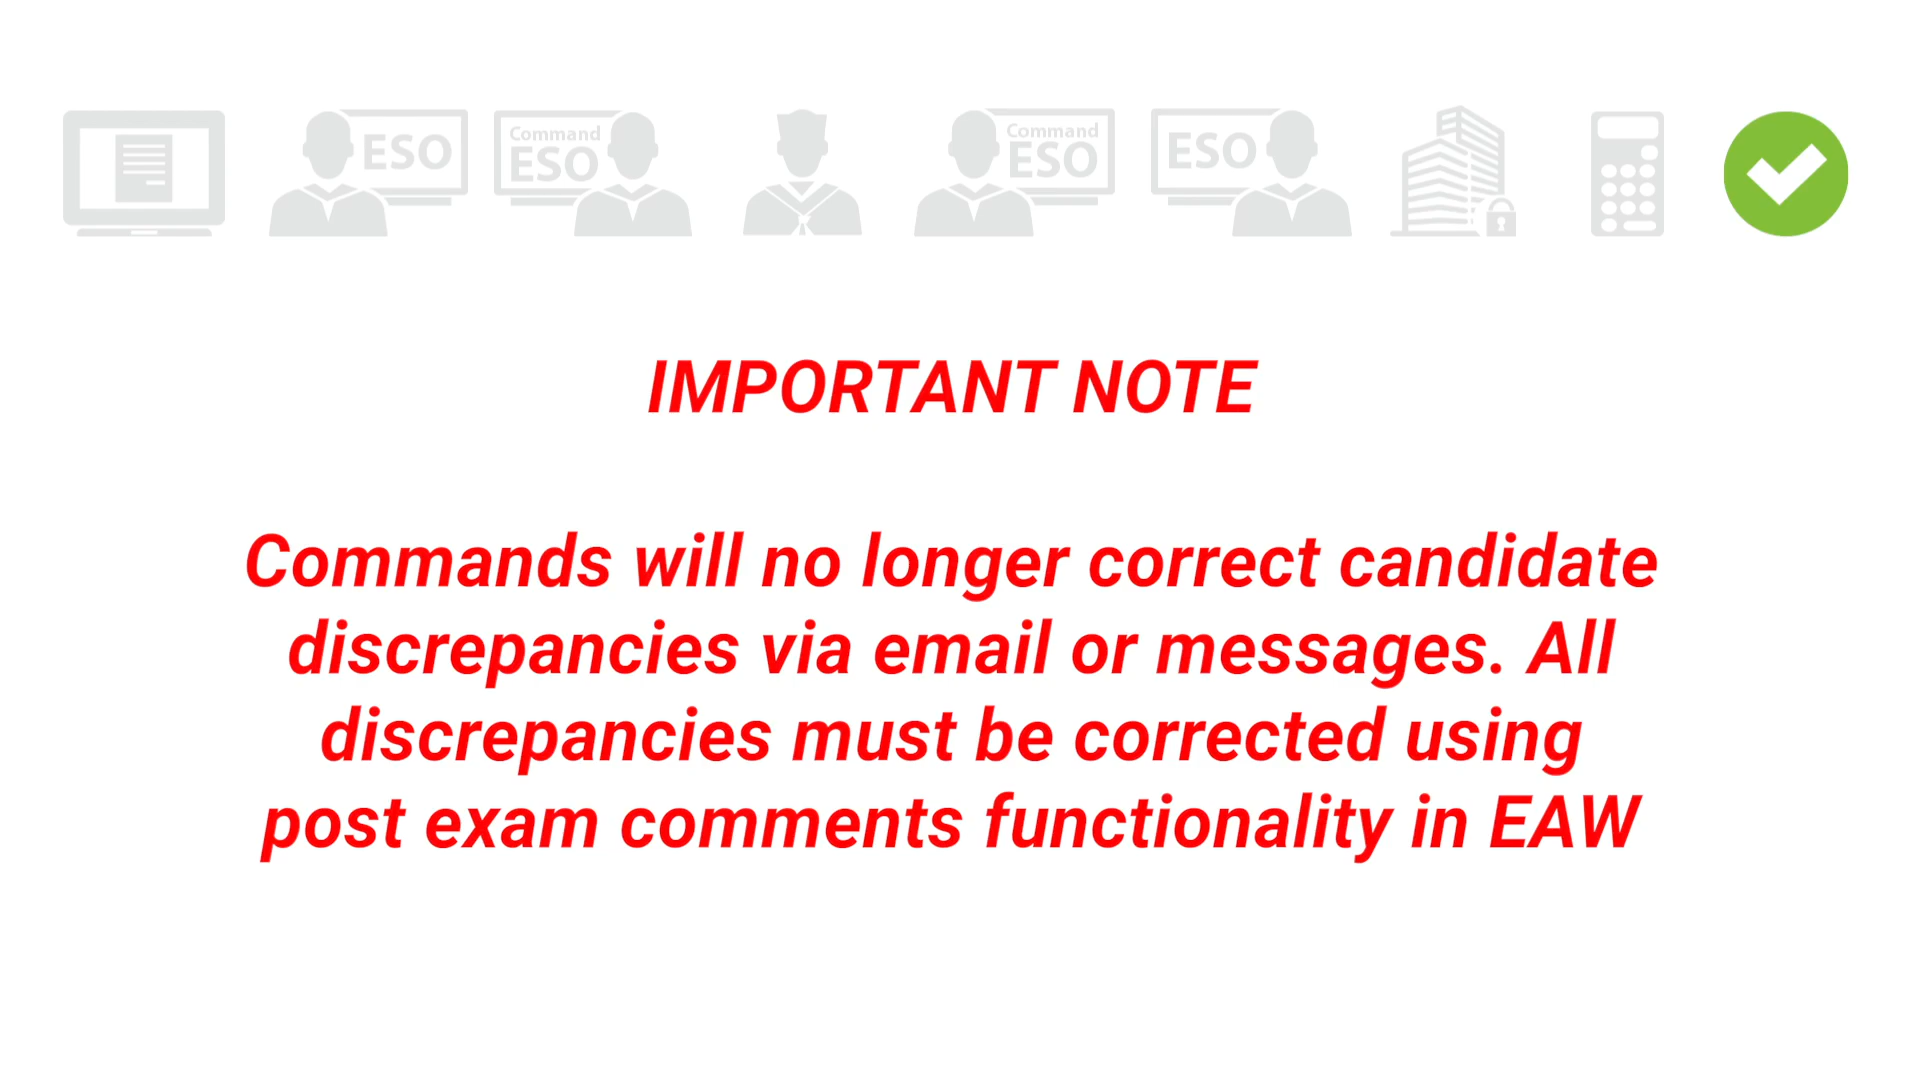 ESO
Command
ESO
Command
ESO
ESO
IMPORTANT NOTE
Commands will no longer correct candidate
discrepancies via email or messages. All
discrepancies must be corrected using
post exam comments functionality in EAW